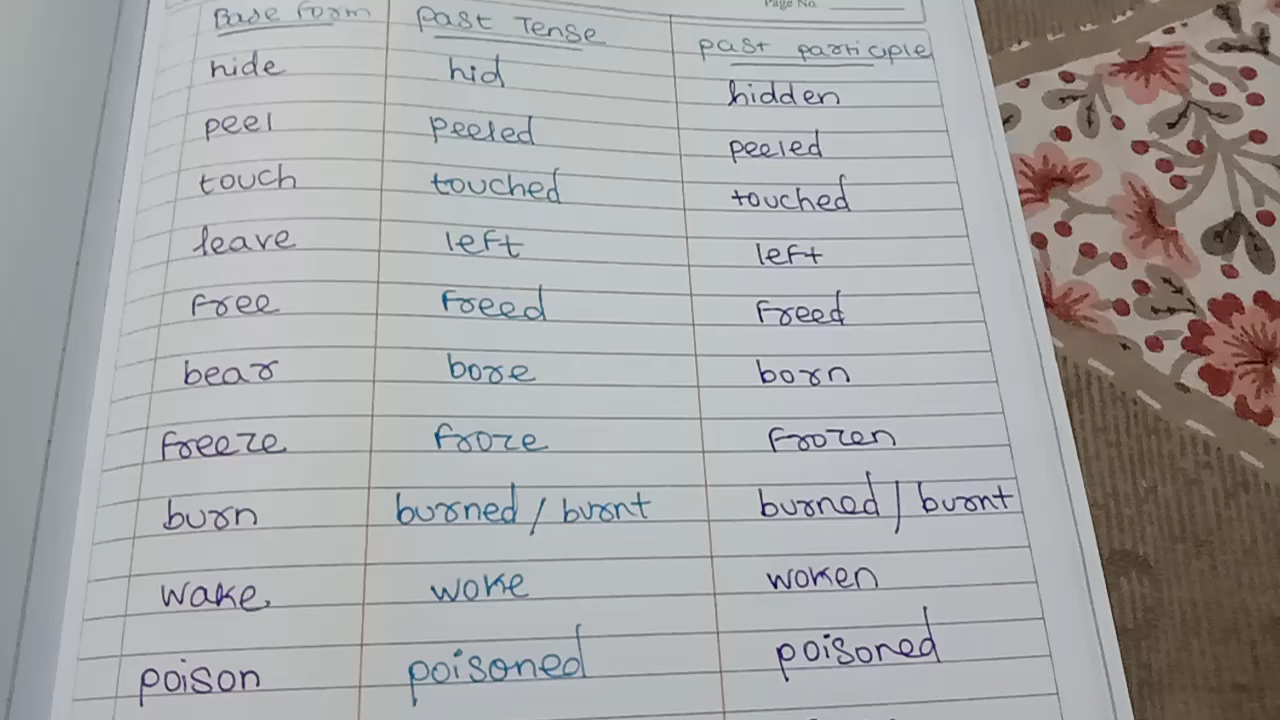 Page No.
Base Form Past Tense Past participle
hide hid hidden
peel peeled peeled
touch touched touched
leave left left
Free Freed Freed
bear bore born
Freeze Froze Frozen
burn burned / burnt burned / burnt
wake woke woken
poison poisoned poisoned